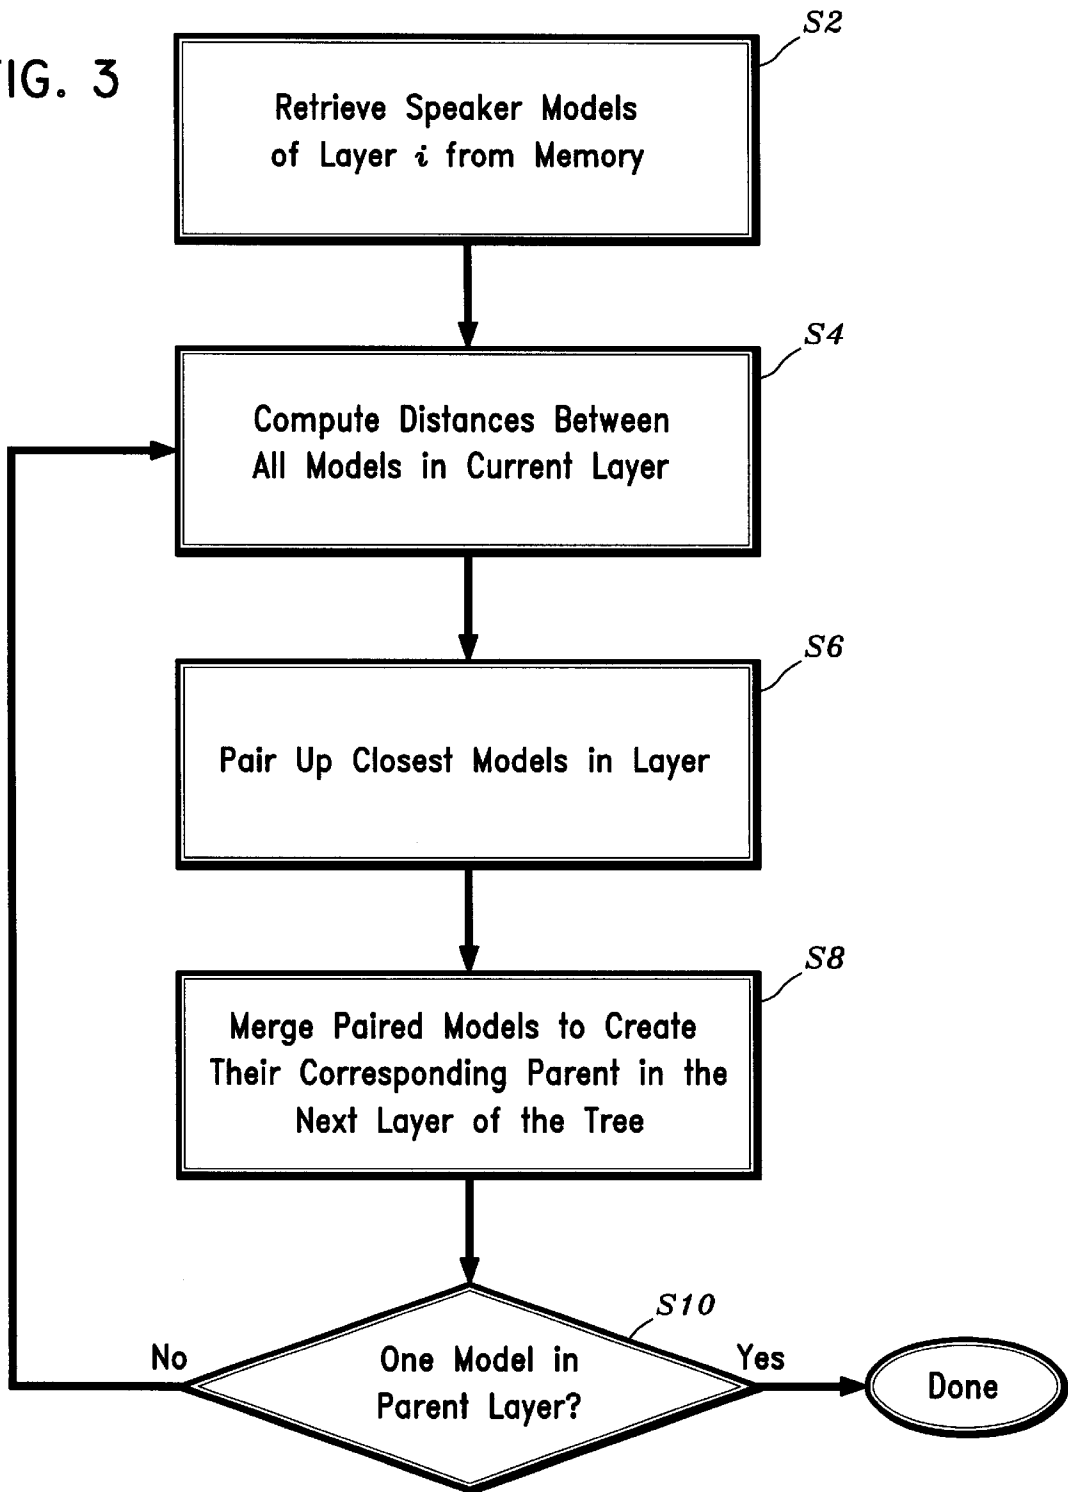 FIG. 3
S2
Retrieve Speaker Models
of Layer i from Memory
S4
Compute Distances Between
All Models in Current Layer
S6
Pair Up Closest Models in Layer
S8
Merge Paired Models to Create
Their Corresponding Parent in the
Next Layer of the Tree
S10
No
One Model in
Parent Layer?
Yes
Done